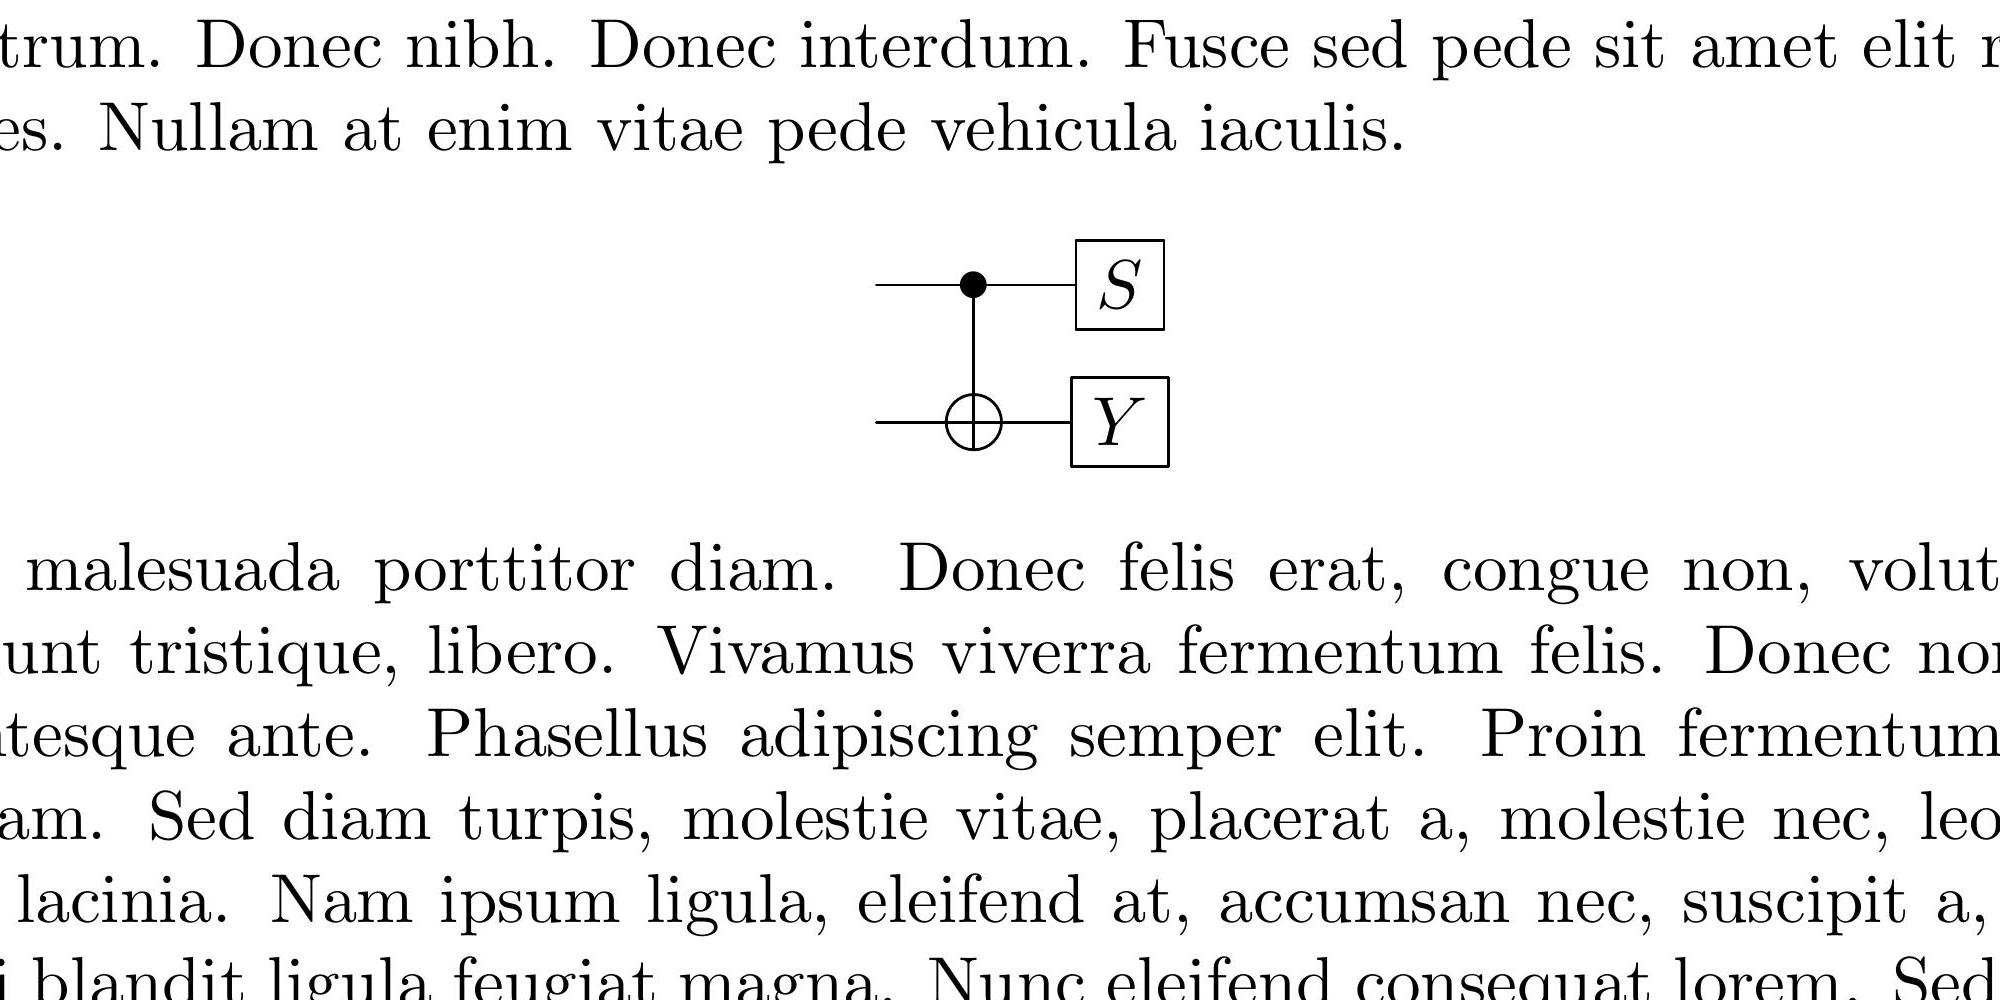 trum. Donec nibh. Donec interdum. Fusce sed pede sit amet elit r
es. Nullam at enim vitae pede vehicula iaculis.
S
Y
malesuada porttitor diam. Donec felis erat, congue non, volut
unt tristique, libero. Vivamus viverra fermentum felis. Donec non
tesque ante. Phasellus adipiscing semper elit. Proin fermentum
am. Sed diam turpis, molestie vitae, placerat a, molestie nec, leo
lacinia. Nam ipsum ligula, eleifend at, accumsan nec, suscipit a,
i blandit ligula feugiat magna. Nunc eleifend consequat lorem. Sed